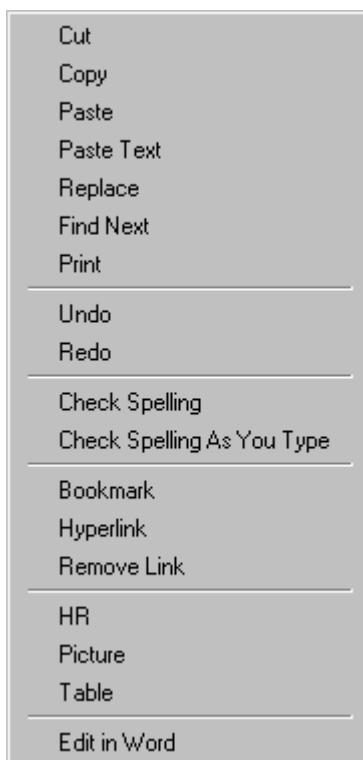 Cut
Copy
Paste
Paste Text
Replace
Find Next
Print
Undo
Redo
Check Spelling
Check Spelling As You Type
Bookmark
Hyperlink
Remove Link
HR
Picture
Table
Edit in Word